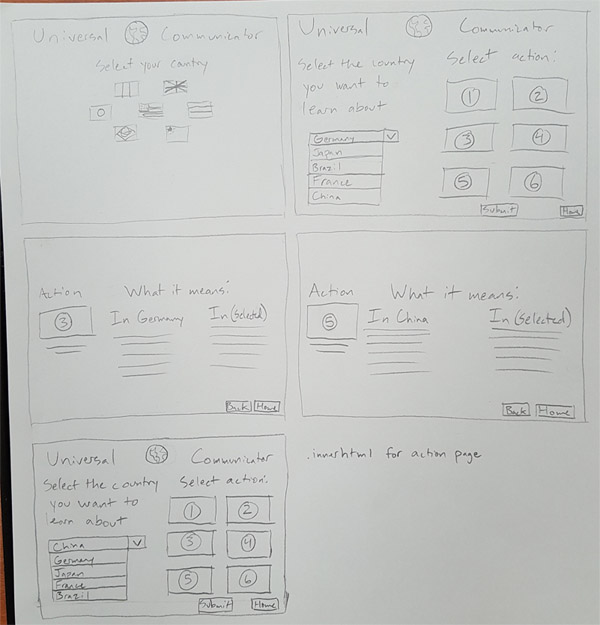 Universal Communicator
Select your country
Universal Communicator
Select the country
you want to
learn about
Germany
Japan
Brazil
France
China
Select action:
1 2
3 4
5 6
Submit Home
Action What it means:
3 In Germany In (selected)
Back Home
Action What it means:
5 In China In (selected)
Back Home
Universal Communicator
Select the country
you want to
learn about
China
Germany
Japan
France
Brazil
Select action:
1 2
3 4
5 6
Submit Home
.innerhtml for action page